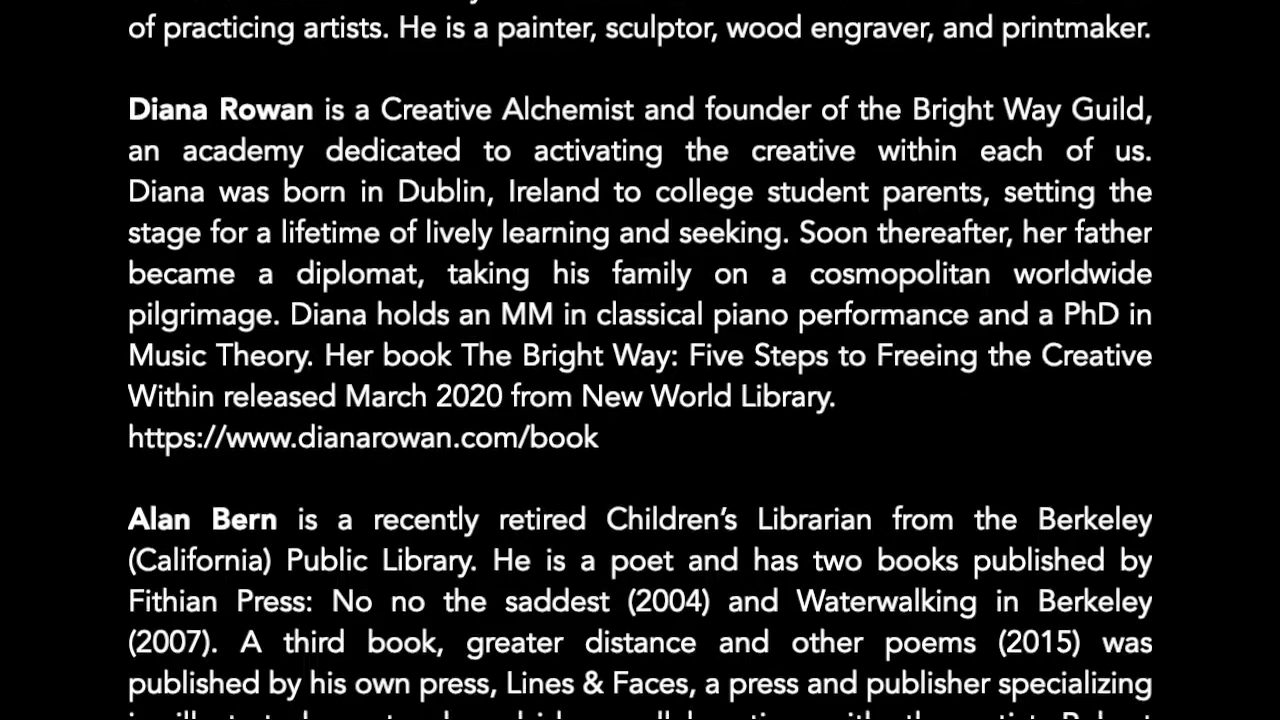 of practicing artists. He is a painter, sculptor, wood engraver, and printmaker.
Diana Rowan is a Creative Alchemist and founder of the Bright Way Guild,
an academy dedicated to activating the creative within each of us.
Diana was born in Dublin, Ireland to college student parents, setting the
stage for a lifetime of lively learning and seeking. Soon thereafter, her father
became a diplomat, taking his family on a cosmopolitan worldwide
pilgrimage. Diana holds an MM in classical piano performance and a PhD in
Music Theory. Her book The Bright Way: Five Steps to Freeing the Creative
Within released March 2020 from New World Library.
https://www.dianarowan.com/book
Alan Bern is a recently retired Children’s Librarian from the Berkeley
(California) Public Library. He is a poet and has two books published by
Fithian Press: No no the saddest (2004) and Waterwalking in Berkeley
(2007). A third book, greater distance and other poems (2015) was
published by his own press, Lines & Faces, a press and publisher specializing